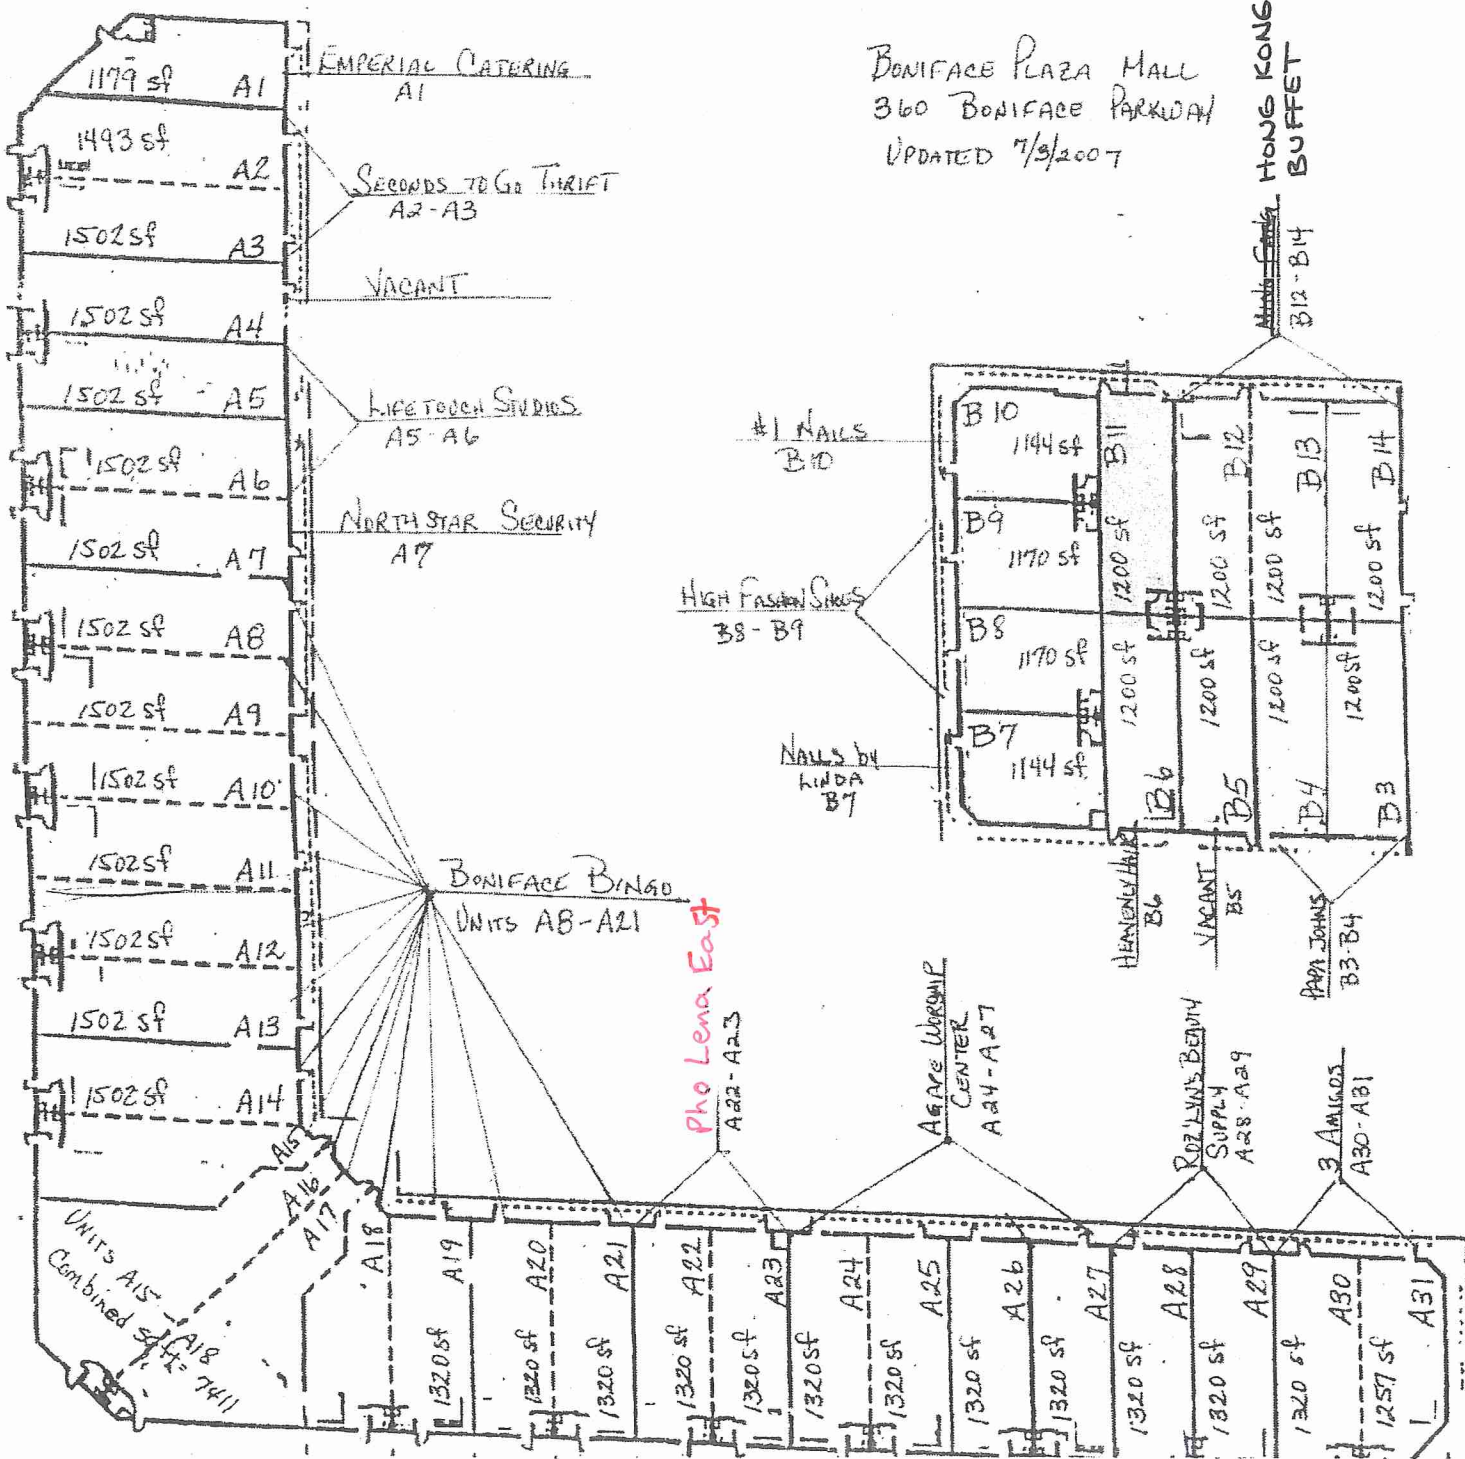 BONIFACE PLAZA MALL
360 BONIFACE PARKWAY
UPDATED 7/3/2007
HONG KONG
BUFFET
B12-B14
EMPERIAL CATERING
A1
SECONDS TO GO THRIFT
A2-A3
VACANT
LIFETOUCH STUDIOS
A5-A6
NORTH STAR SECURITY
A7
BONIFACE BINGO
UNITS A8-A21
1179 sf A1
1493 sf A2
1502 sf A3
1502 sf A4
1502 sf A5
1502 sf A6
1502 sf A7
1502 sf A8
1502 sf A9
1502 sf A10
1502 sf A11
1502 sf A12
1502 sf A13
1502 sf A14
A15
A16
A17
UNITS A15-A18
Combined sq ft = 7411
A18
A19 1320 sf
A20 1320 sf
A21 1320 sf
A22 1320 sf
A23 1320 sf
A24 1320 sf
A25 1320 sf
A26 1320 sf
A27 1320 sf
A28 1320 sf
A29 1320 sf
A30 1320 sf
A31 1257 sf
Pho Lena East
A22-A23
AGAPE WORSHIP
CENTER
A24-A27
ROZ'LYN'S BEAUTY
SUPPLY
A28-A29
3 AMIGOS
A30-A31
#1 NAILS
B10
HIGH FASHION SHOES
B8-B9
NAILS by
LINDA
B7
HEAVENLY HAIR
B6
VACANT
B5
PAPA JOHNS
B3-B4
B10
1144 sf
B9
1170 sf
B8
1170 sf
B7
1144 sf
B11 1200 sf
B12 1200 sf
B13 1200 sf
B14 1200 sf
B6 1200 sf
B5 1200 sf
B4 1200 sf
B3 1200 sf